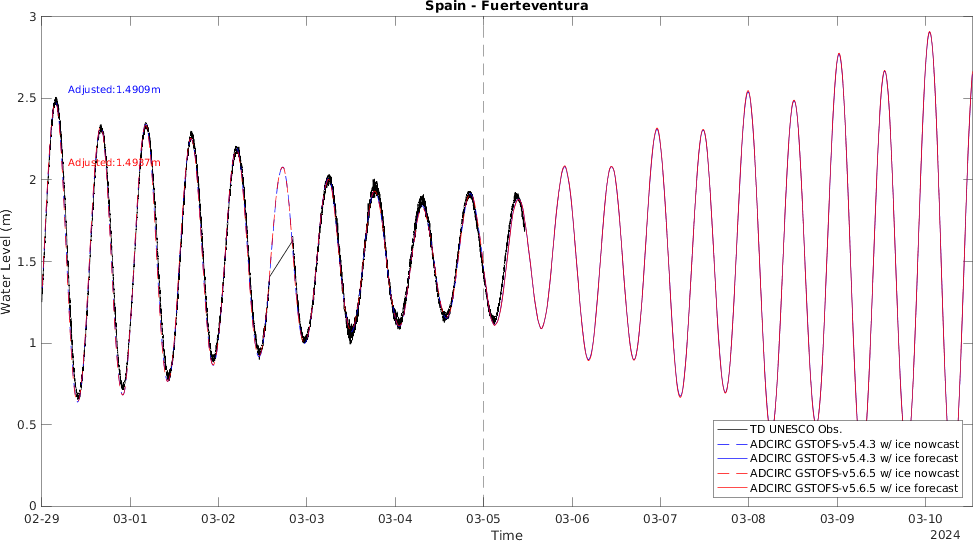 Spain - Fuerteventura
3
2.5
2
1.5
1
0.5
0
Water Level (m)
Adjusted:1.4909m
Adjusted:1.4937m
TD UNESCO Obs.
ADCIRC GSTOFS-v5.4.3 w/ ice nowcast
ADCIRC GSTOFS-v5.4.3 w/ ice forecast
ADCIRC GSTOFS-v5.6.5 w/ ice nowcast
ADCIRC GSTOFS-v5.6.5 w/ ice forecast
02-29 03-01 03-02 03-03 03-04 03-05 03-06 03-07 03-08 03-09 03-10
Time
2024